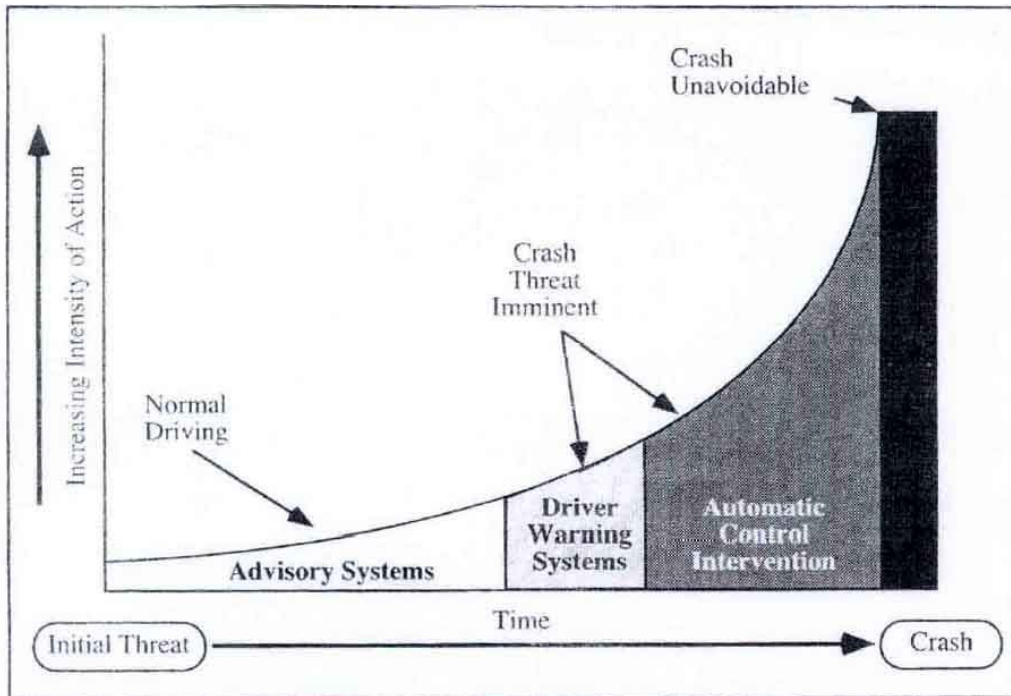 Crash
Unavoidable
Increasing Intensity of Action
Crash
Threat
Imminent
Normal
Driving
Advisory Systems
Driver
Warning
Systems
Automatic
Control
Intervention
Time
Initial Threat
Crash